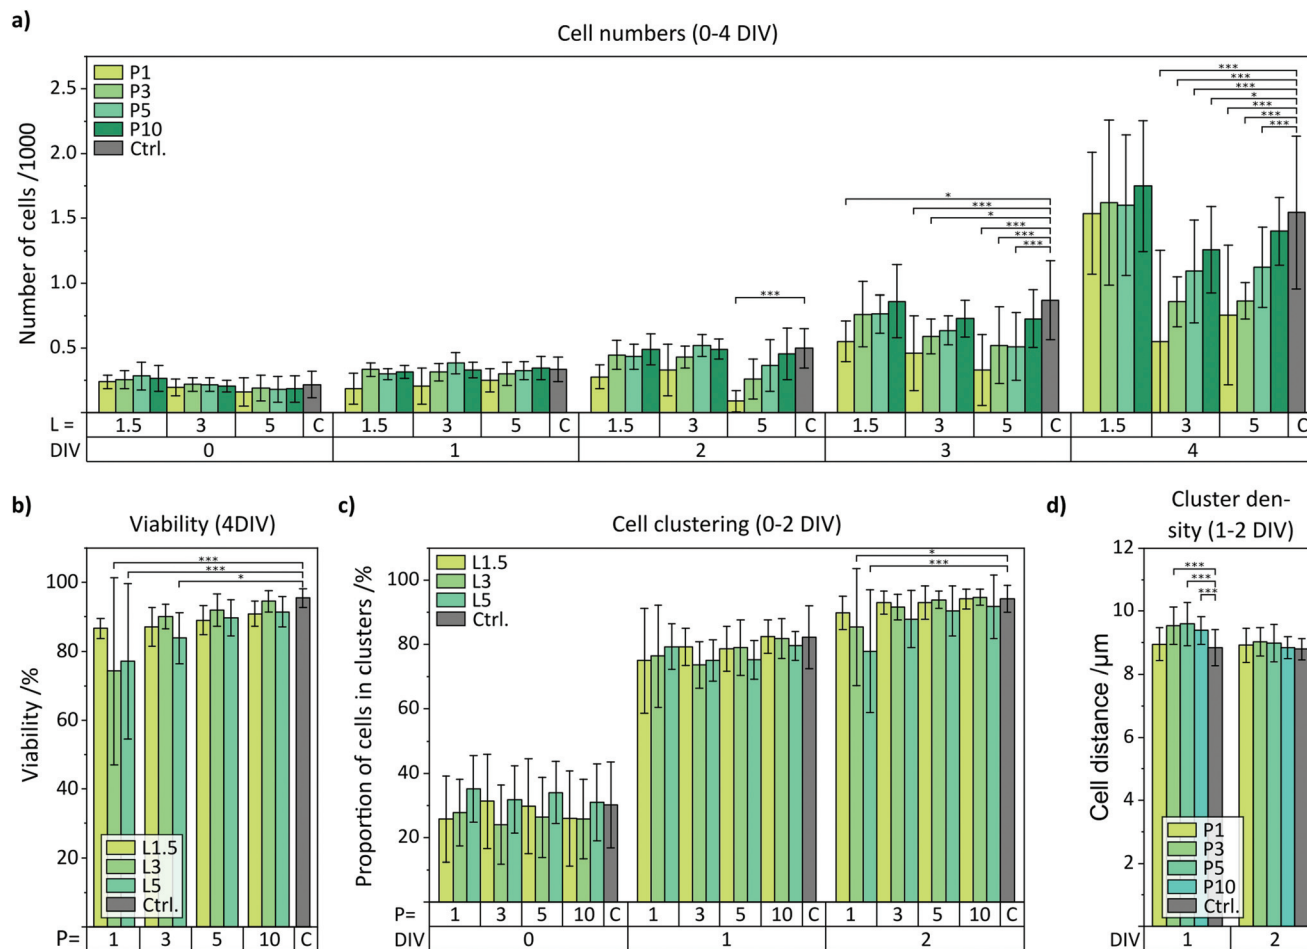 a)
Cell numbers (0-4 DIV)
Number of cells /1000
2.5
2.0
1.5
1.0
0.5
P1
P3
P5
P10
Ctrl.
***
* *** * *** *** ***
*** *** *** * *** *** ***
L = 1.5 3 5 C 1.5 3 5 C 1.5 3 5 C 1.5 3 5 C 1.5 3 5 C
DIV 0 1 2 3 4
b)
Viability (4DIV)
Viability /%
100
80
60
40
20
*** *** *
L1.5
L3
L5
Ctrl.
P= 1 3 5 10 C
c)
Cell clustering (0-2 DIV)
Proportion of cells in clusters /%
100
80
60
40
20
L1.5
L3
L5
Ctrl.
* ***
P= 1 3 5 10 C 1 3 5 10 C 1 3 5 10 C
DIV 0 1 2
d)
Cluster den-
sity (1-2 DIV)
Cell distance /µm
12
10
8
6
4
2
*** *** ***
P1
P3
P5
P10
Ctrl.
DIV 1 2